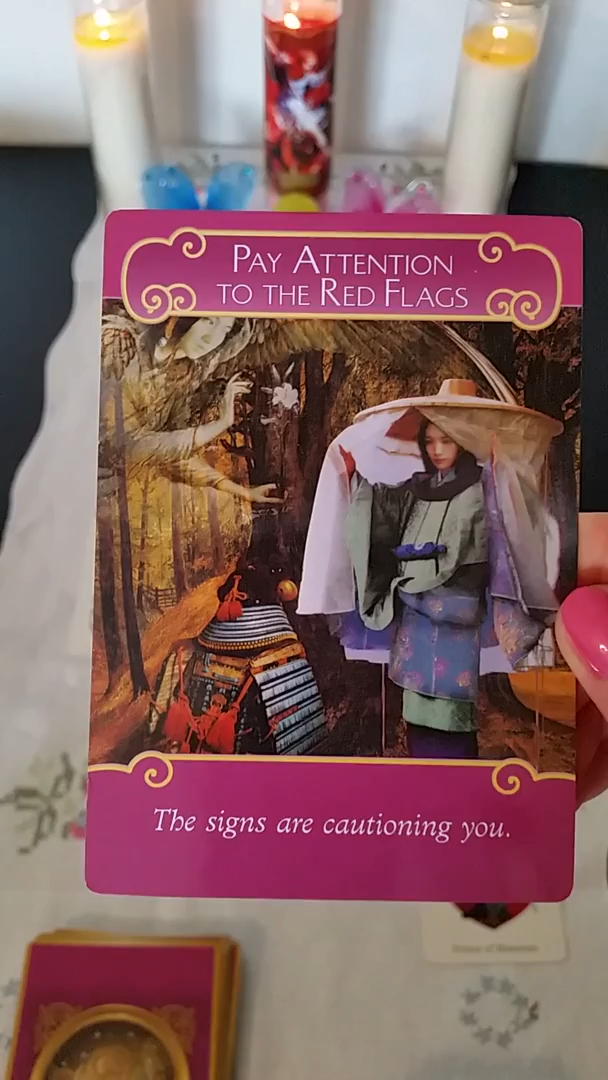 PAY ATTENTION
TO THE RED FLAGS
The signs are cautioning you.